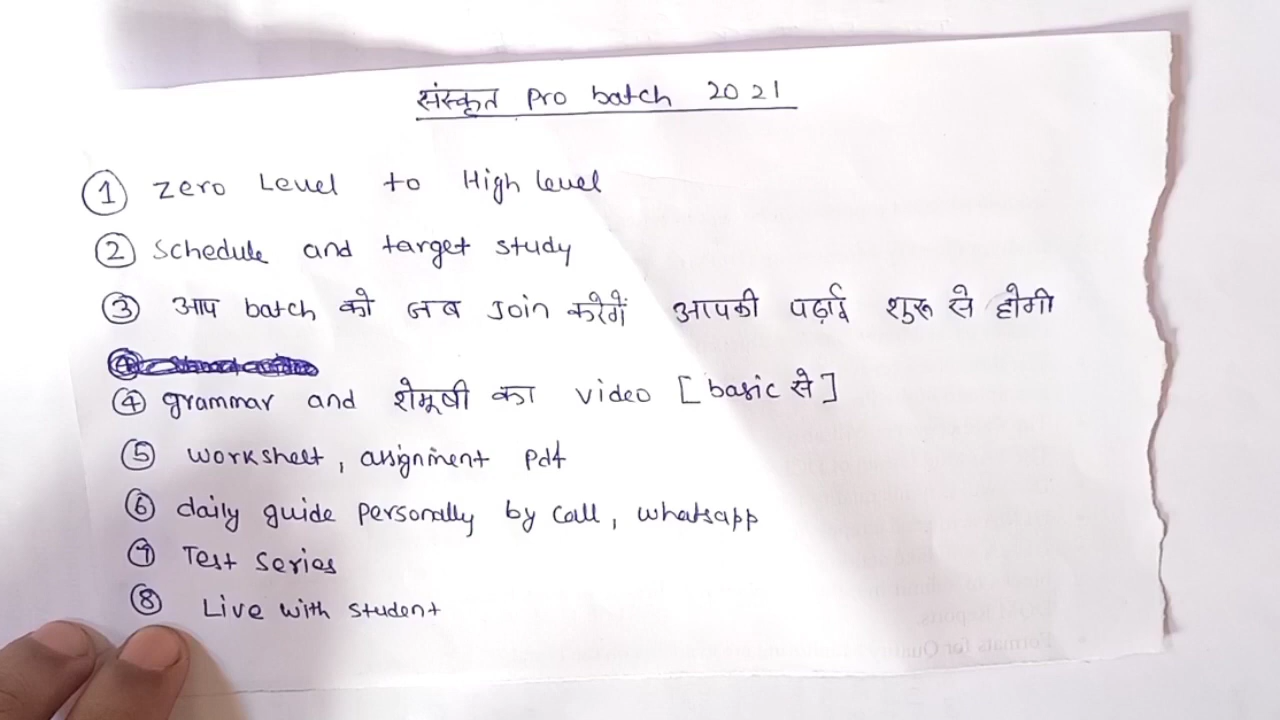 संस्कृत Pro batch 2021
① Zero Level to High level
② Schedule and target study
③ आप batch को जब Join करेगें आपकी पढ़ाई शुरू से होगी
④ grammar and शेमूषी का video [ basic से ]
⑤ worksheet, assignment pdf
⑥ daily guide personally by call, whatsapp
⑦ Test series
⑧ Live with student